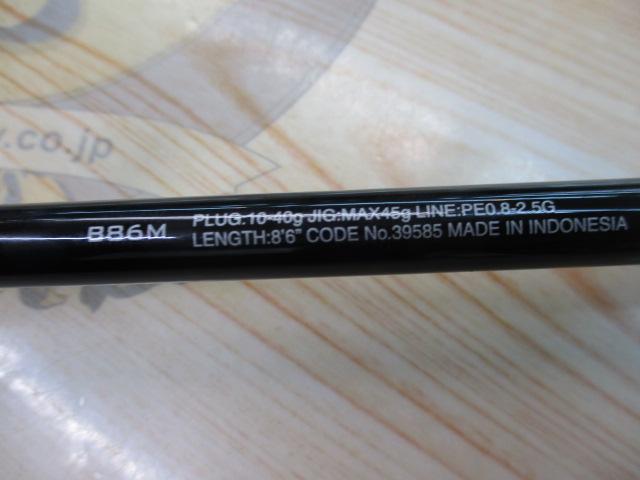 y.co.jp
B86M
PLUG:10-40g JIG:MAX45g LINE:PE0.8-2.5G
LENGTH:8'6" CODE No.39585 MADE IN INDONESIA